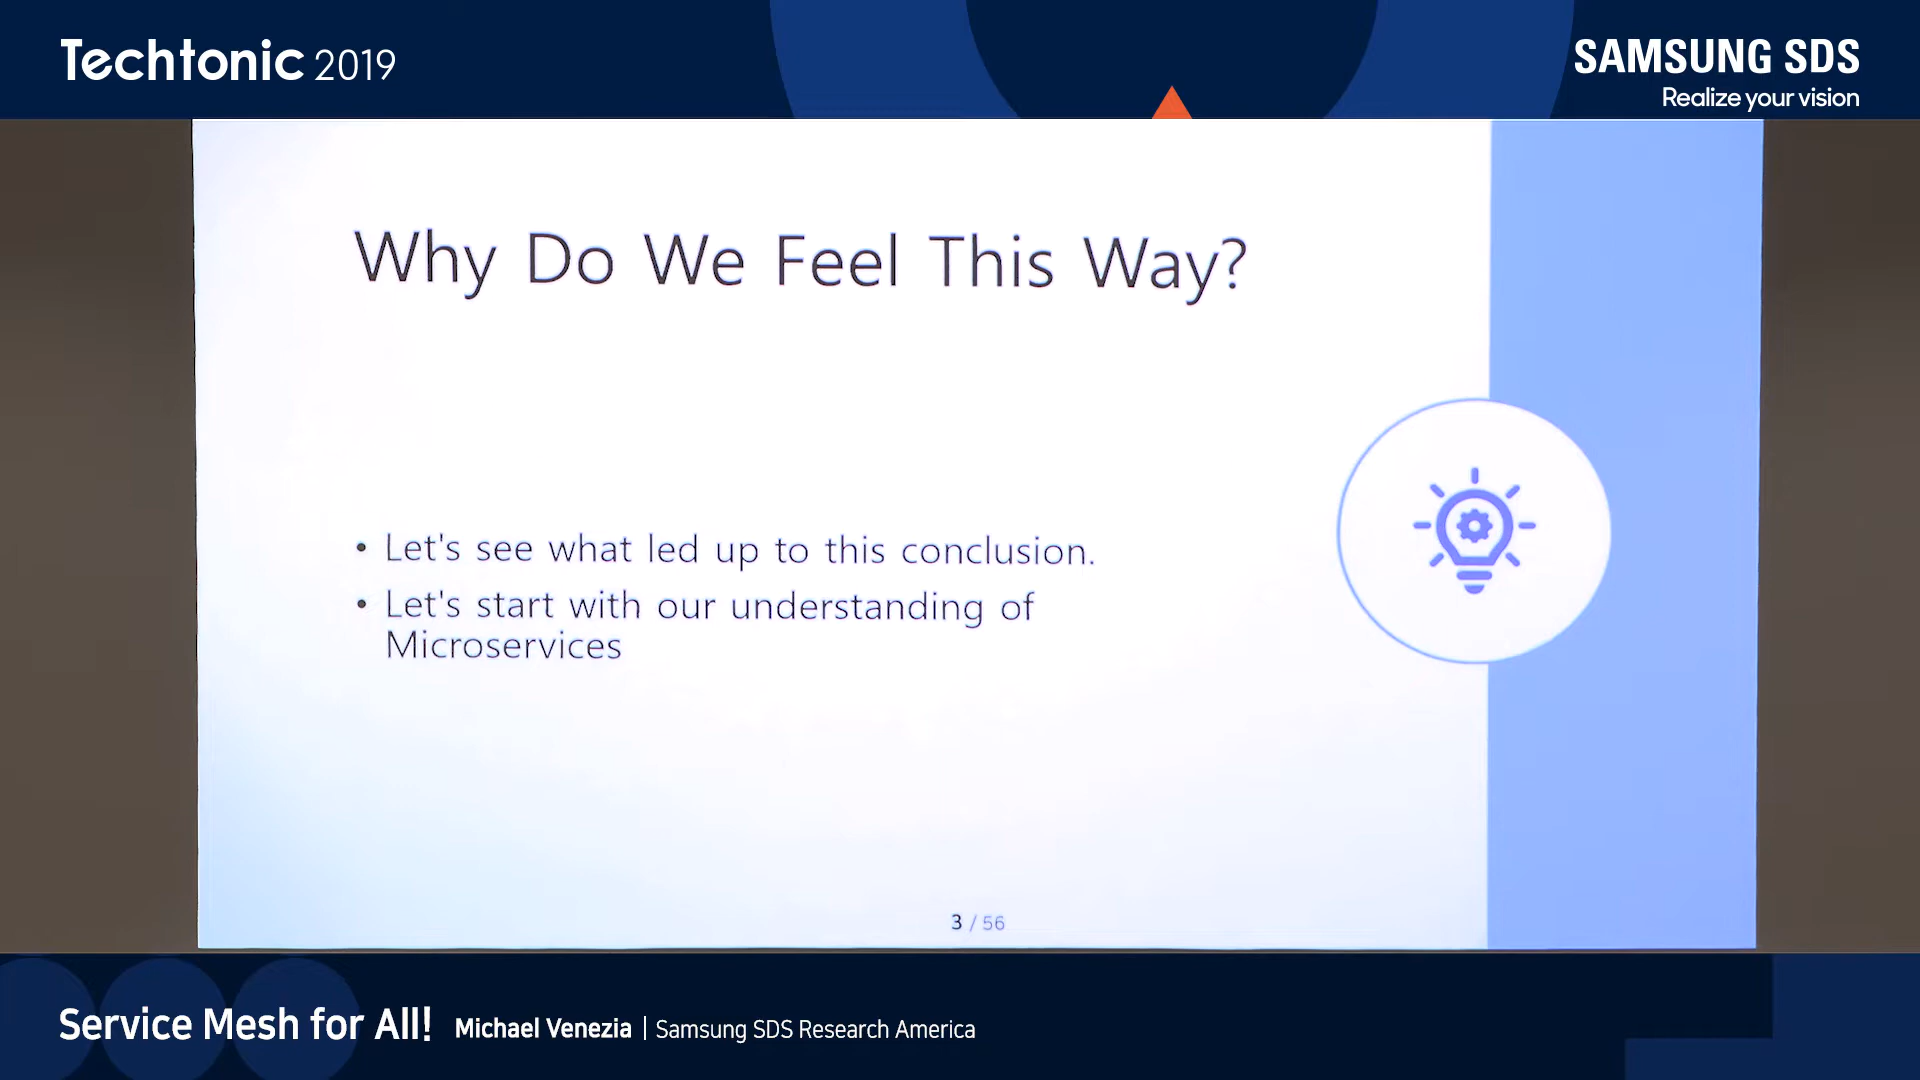 Techtonic 2019
SAMSUNG SDS
Realize your vision
Why Do We Feel This Way?
• Let's see what led up to this conclusion.
• Let's start with our understanding of
Microservices
3 / 56
Service Mesh for All! Michael Venezia | Samsung SDS Research America